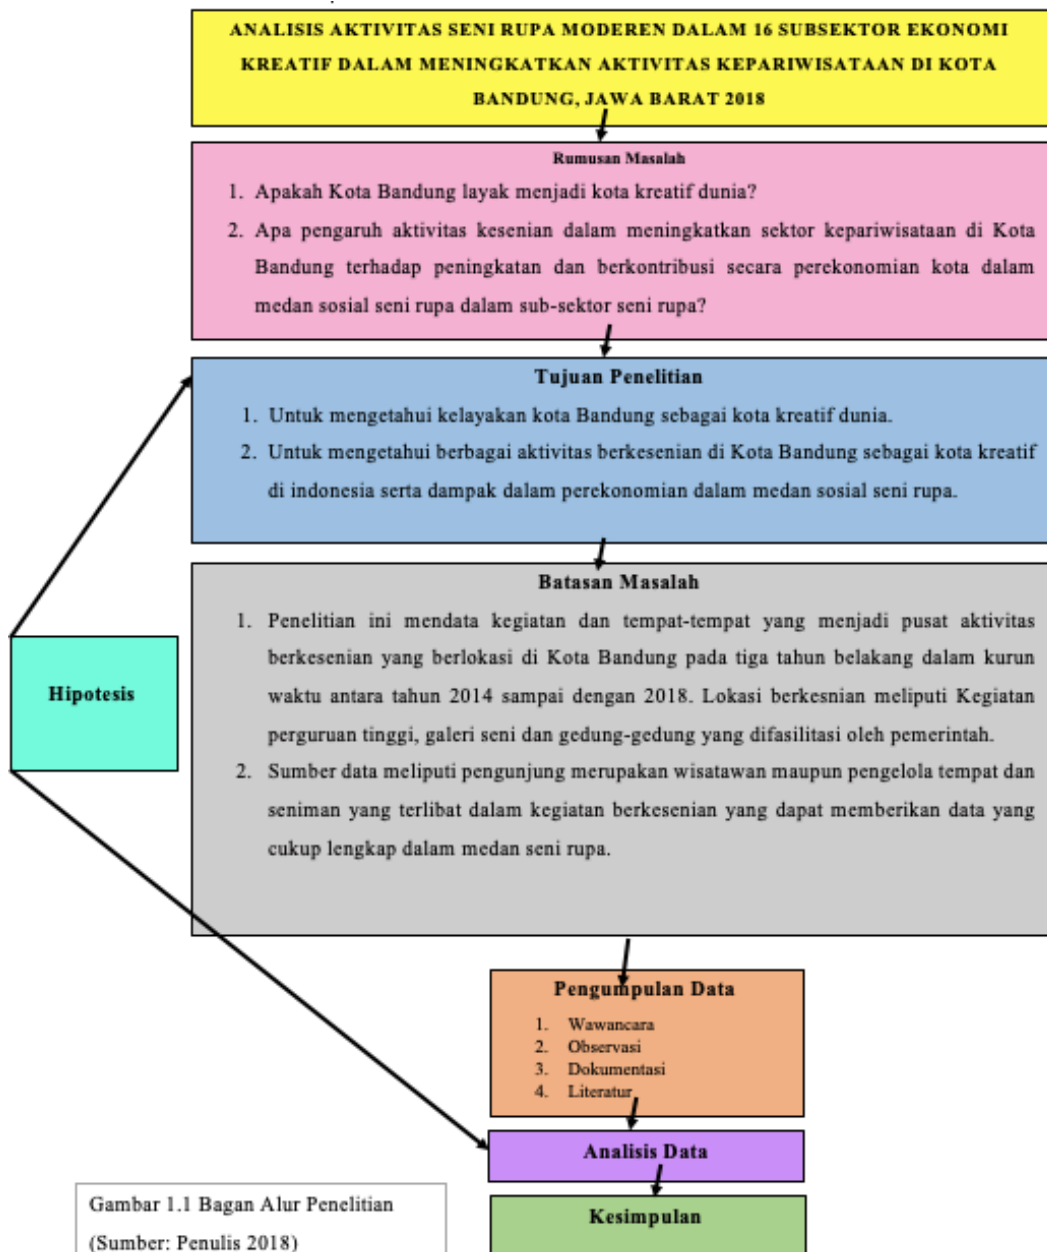 ANALISIS AKTIVITAS SENI RUPA MODEREN DALAM 16 SUBSEKTOR EKONOMI
KREATIF DALAM MENINGKATKAN AKTIVITAS KEPARIWISATAAN DI KOTA
BANDUNG, JAWA BARAT 2018
Rumusan Masalah
1. Apakah Kota Bandung layak menjadi kota kreatif dunia?
2. Apa pengaruh aktivitas kesenian dalam meningkatkan sektor kepariwisataan di Kota
Bandung terhadap peningkatan dan berkontribusi secara perekonomian kota dalam
medan sosial seni rupa dalam sub-sektor seni rupa?
Tujuan Penelitian
1. Untuk mengetahui kelayakan kota Bandung sebagai kota kreatif dunia.
2. Untuk mengetahui berbagai aktivitas berkesenian di Kota Bandung sebagai kota kreatif
di indonesia serta dampak dalam perekonomian dalam medan sosial seni rupa.
Batasan Masalah
1. Penelitian ini mendata kegiatan dan tempat-tempat yang menjadi pusat aktivitas
berkesenian yang berlokasi di Kota Bandung pada tiga tahun belakang dalam kurun
waktu antara tahun 2014 sampai dengan 2018. Lokasi berkesnian meliputi Kegiatan
perguruan tinggi, galeri seni dan gedung-gedung yang difasilitasi oleh pemerintah.
2. Sumber data meliputi pengunjung merupakan wisatawan maupun pengelola tempat dan
seniman yang terlibat dalam kegiatan berkesenian yang dapat memberikan data yang
cukup lengkap dalam medan seni rupa.
Hipotesis
Pengumpulan Data
1. Wawancara
2. Observasi
3. Dokumentasi
4. Literatur
Analisis Data
Kesimpulan
Gambar 1.1 Bagan Alur Penelitian
(Sumber: Penulis 2018)